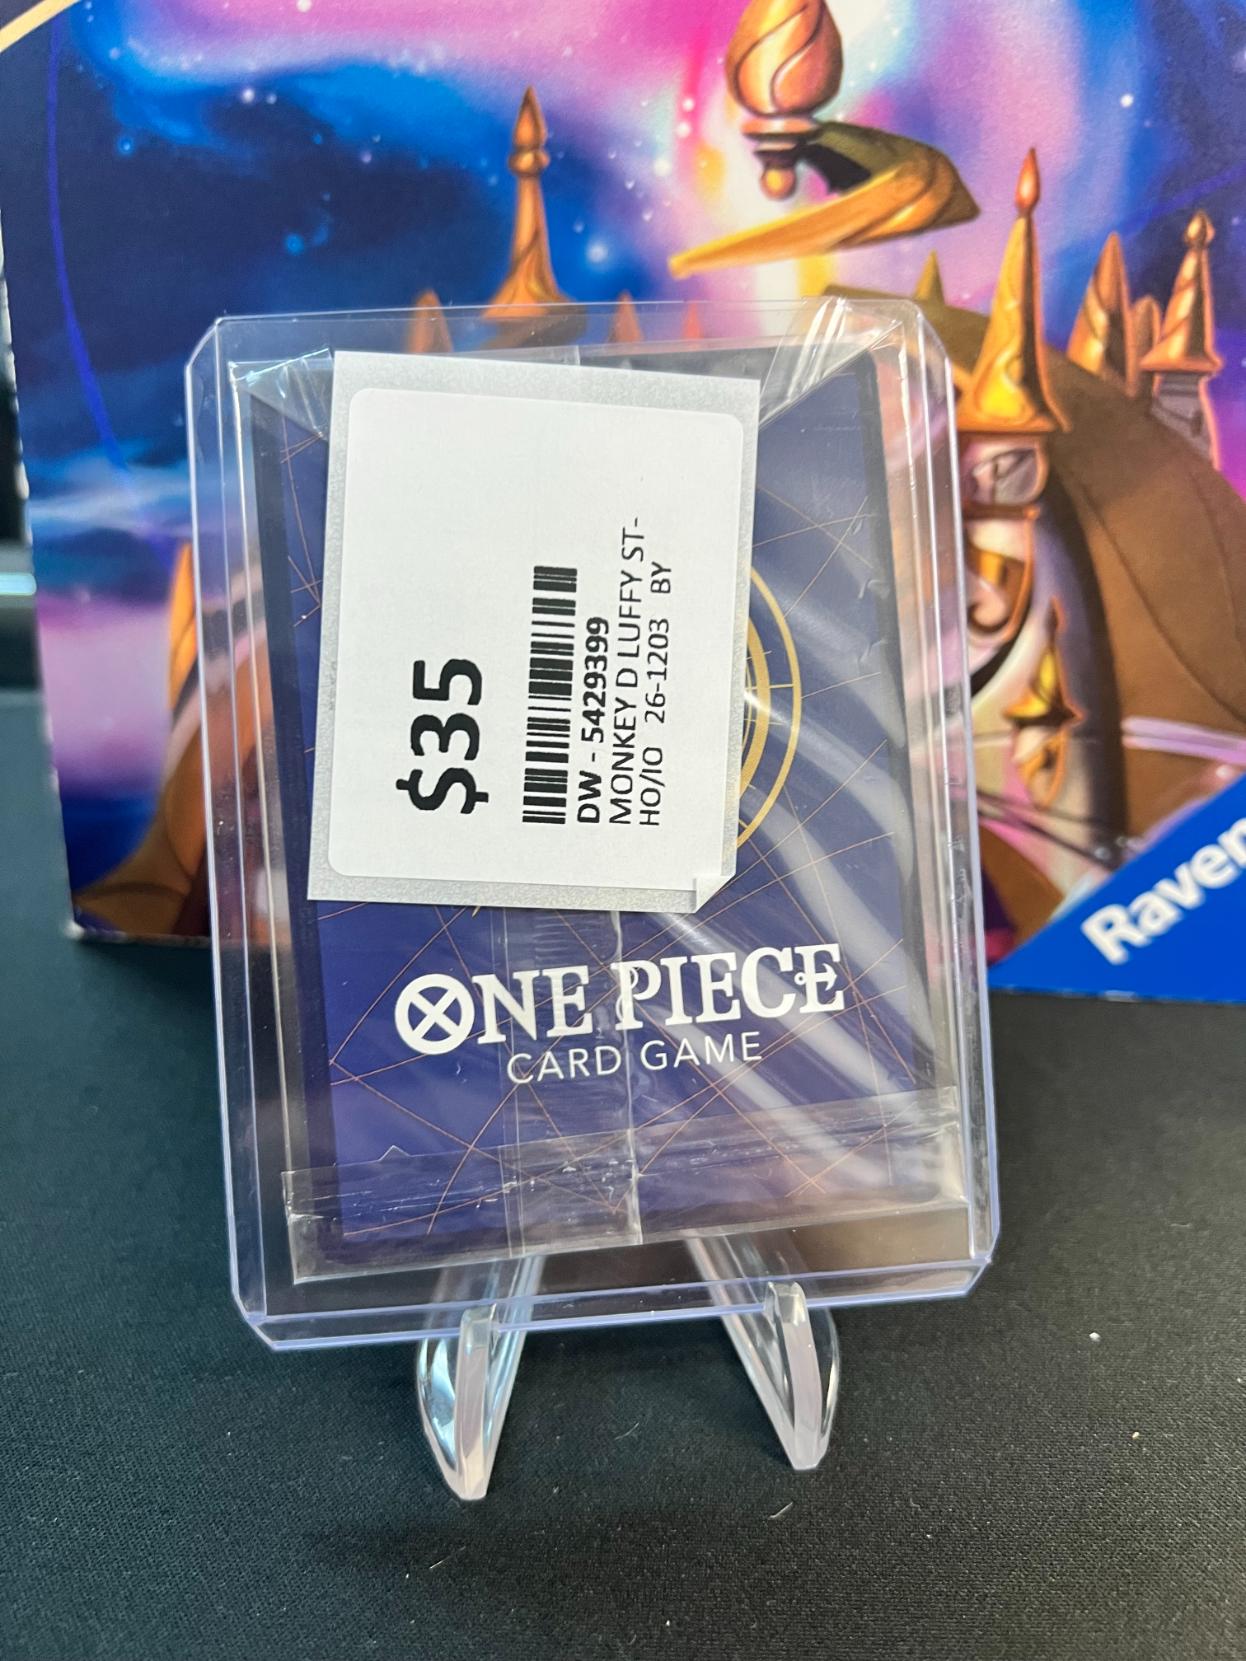 $35
DW - 5429399
MONKEY D LUFFY ST-
HO/IO 26-1203 BY
ONE PIECE
CARD GAME
Raven